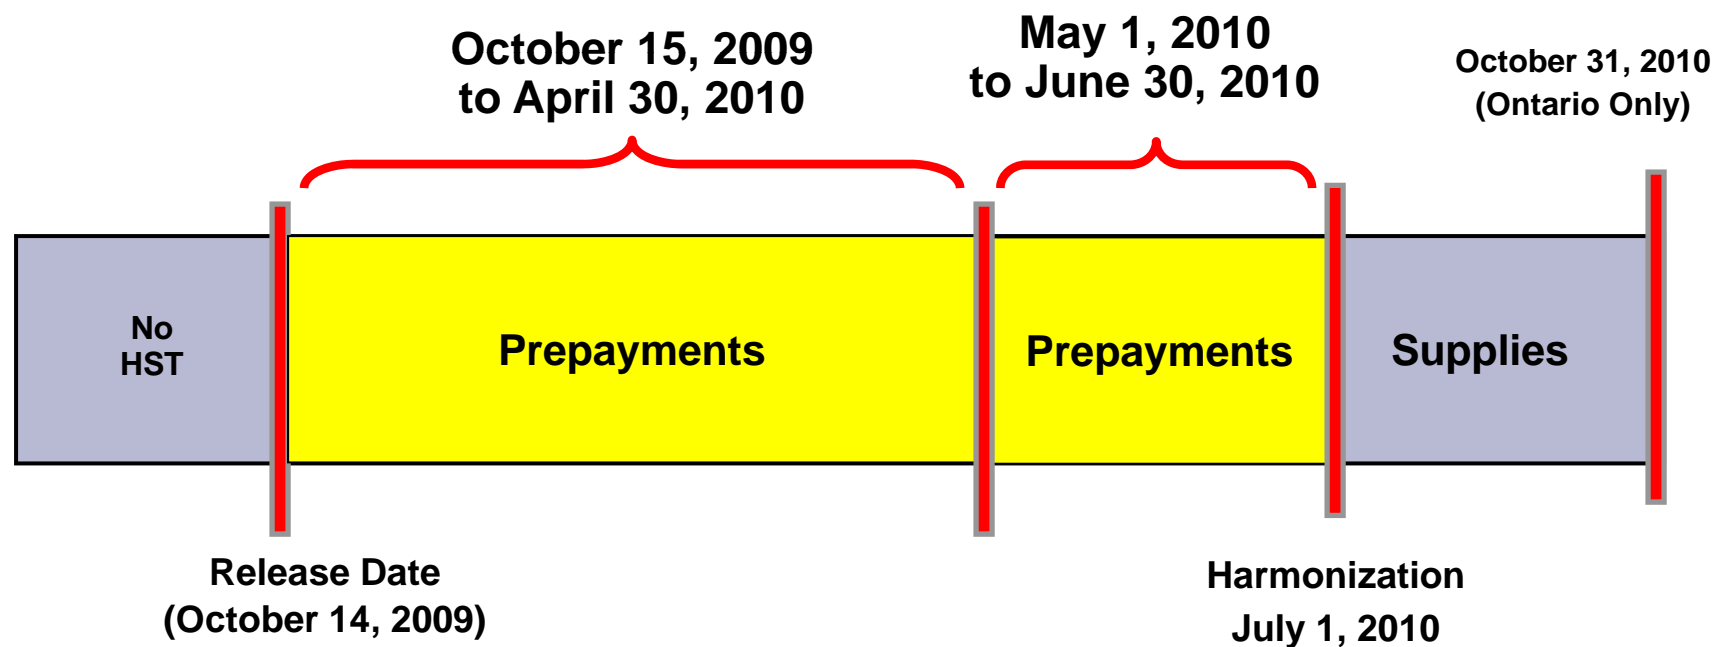 October 15, 2009
to April 30, 2010
May 1, 2010
to June 30, 2010
October 31, 2010
(Ontario Only)
No
HST
Prepayments
Prepayments
Supplies
Release Date
(October 14, 2009)
Harmonization
July 1, 2010